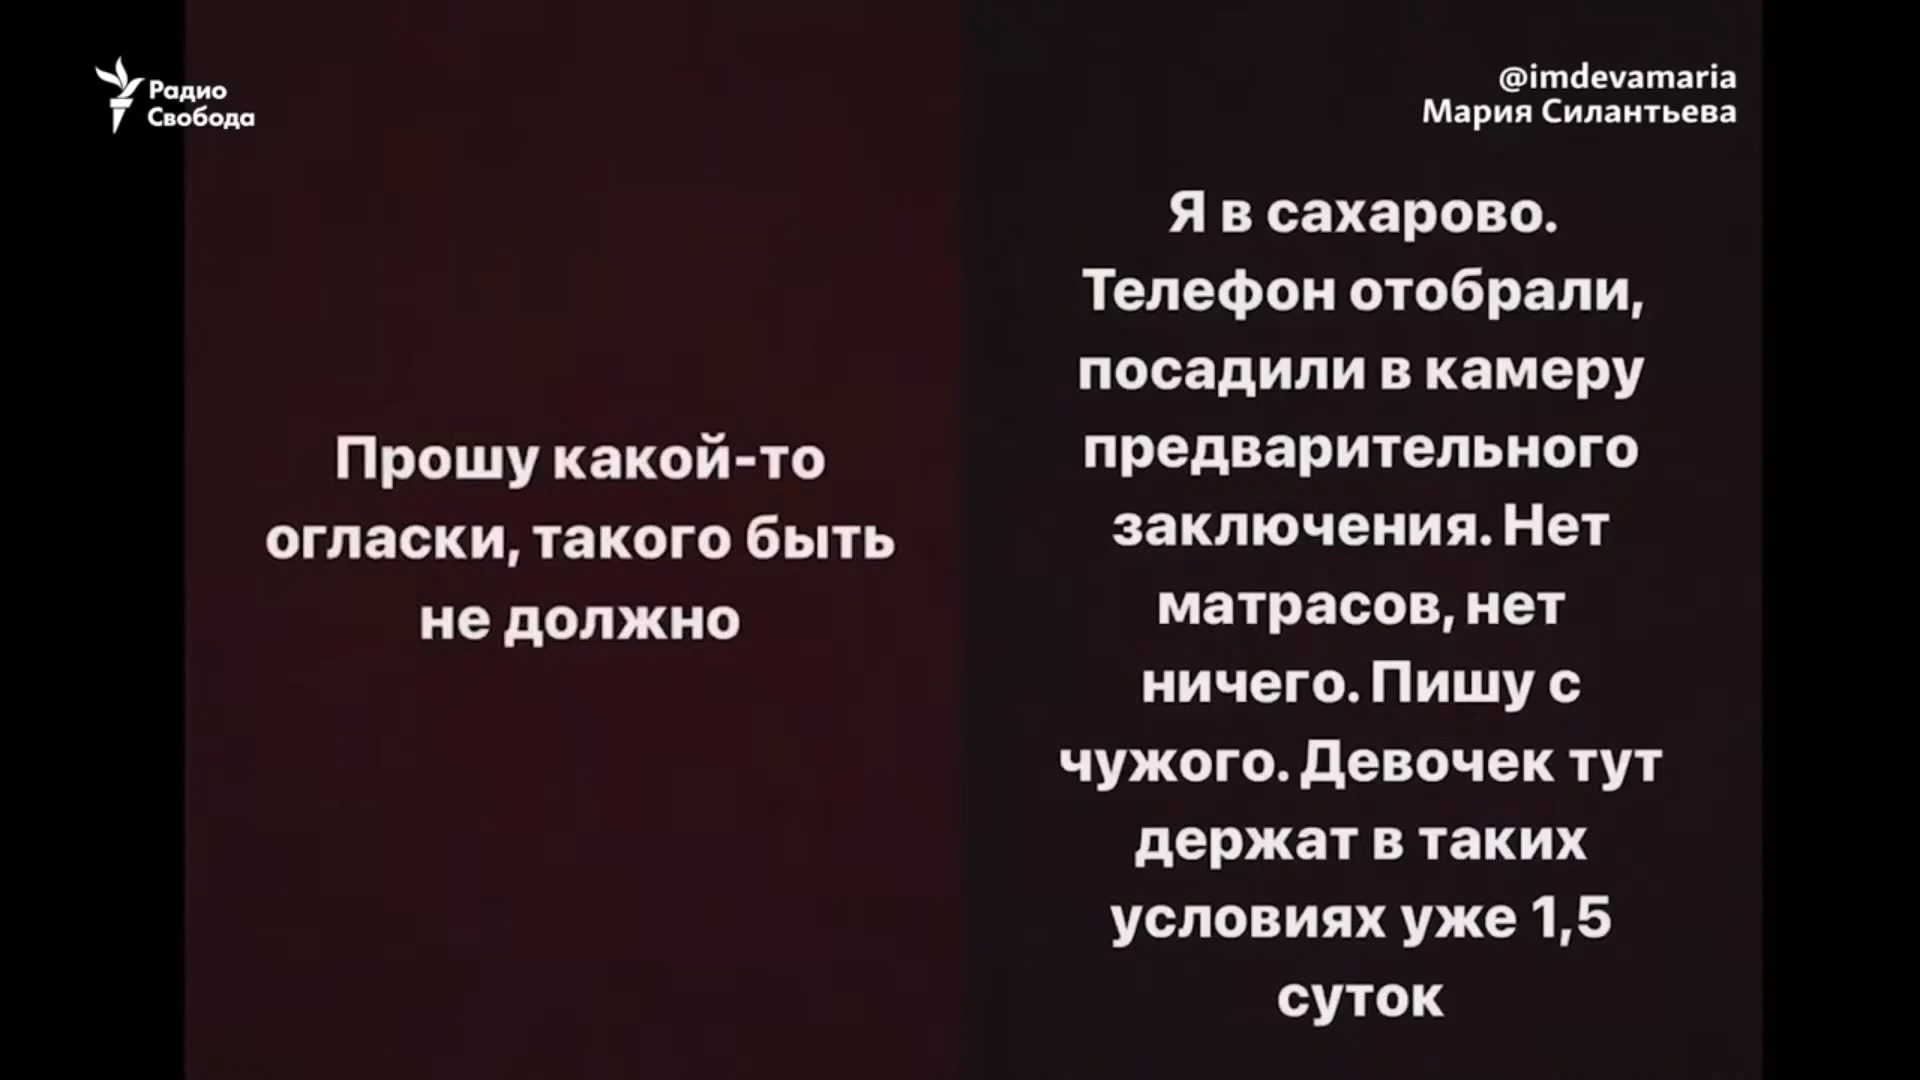 Радио
Свобода
@imdevamaria
Мария Силантьева
Прошу какой-то
огласки, такого быть
не должно
Я в сахарово.
Телефон отобрали,
посадили в камеру
предварительного
заключения. Нет
матрасов, нет
ничего. Пишу с
чужого. Девочек тут
держат в таких
условиях уже 1,5
суток